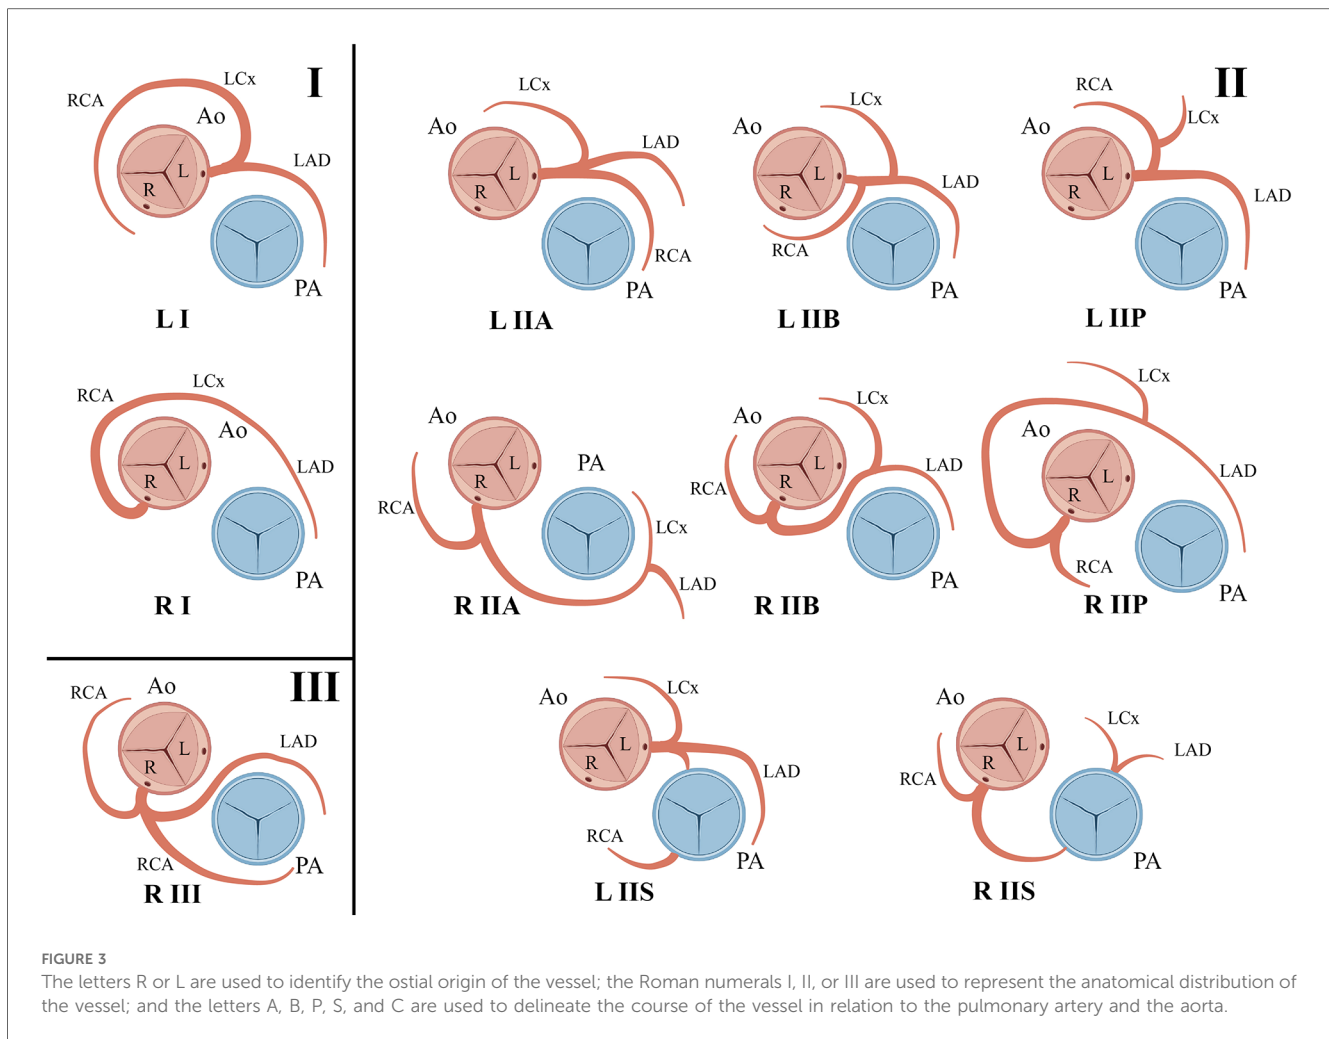 I
LCx
RCA
Ao
L
R
LAD
PA
L I
II
LCx
Ao
LAD
L
R
RCA
PA
L IIA
LCx
Ao
L
R
LAD
RCA
PA
L IIB
RCA
LCx
Ao
L
R
LAD
PA
L IIP
LCx
RCA
Ao
L
R
LAD
PA
R I
Ao
L
R
PA
RCA
LCx
LAD
R IIA
LCx
Ao
L
R
LAD
RCA
PA
R IIB
LCx
Ao
L
R
LAD
RCA
PA
R IIP
III
RCA
Ao
LAD
L
R
RCA
PA
R III
LCx
Ao
L
R
LAD
RCA
PA
L IIS
Ao
LCx
L
R
LAD
RCA
PA
R IIS
FIGURE 3
The letters R or L are used to identify the ostial origin of the vessel; the Roman numerals I, II, or III are used to represent the anatomical distribution of
the vessel; and the letters A, B, P, S, and C are used to delineate the course of the vessel in relation to the pulmonary artery and the aorta.